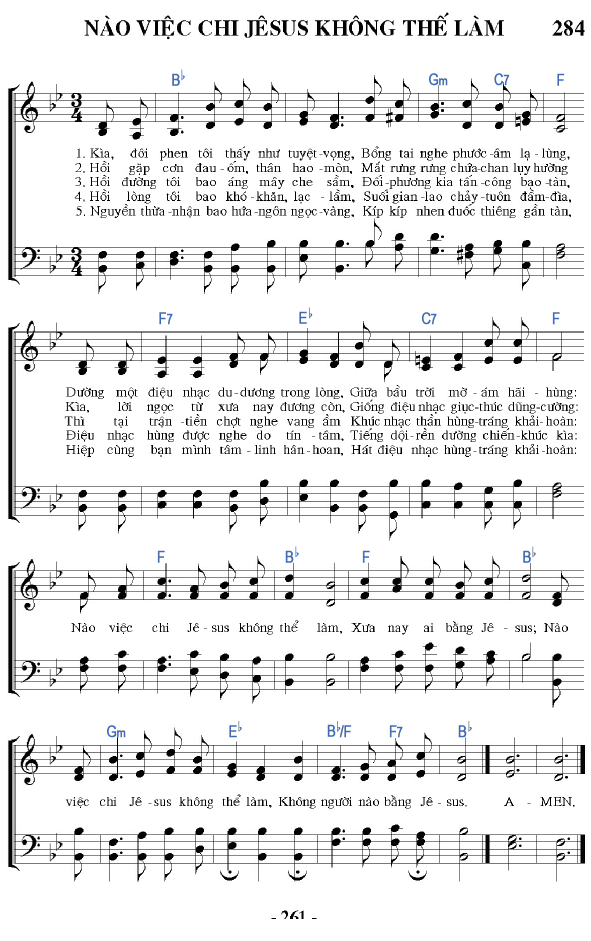 NÀO VIỆC CHI JÊSUS KHÔNG THẾ LÀM 284
B♭ Gm C7 F
1. Kìa, đôi phen tôi thấy như tuyệt-vọng, Bổng tai nghe phước-âm lạ-lùng,
2. Hồi gặp cơn đau-ốm, thân hao-mòn, Mắt rưng rưng chứa-chan lụy hường
3. Hồi đường tôi bao áng mây che sầm, Đối-phương kia tấn-công bạo-tàn,
4. Hồi lòng tôi bao khó-khăn, lạc-lầm, Suối gian-lao chảy-tuôn đầm-đìa,
5. Nguyền thừa-nhận bao hứa-ngôn ngọc-vàng, Kíp kíp nhen đuốc thiêng gần tàn,
F7 E♭ C7 F
Dường một điệu nhạc du-dương trong lòng, Giữa bầu trời mờ-ám hãi-hùng:
Kìa, lời ngọc từ xưa nay đương còn, Giống điệu nhạc giục-thúc dũng-cường:
Thì tại trận-tiền chợt nghe vang ầm Khúc nhạc thần hùng-tráng khải-hoàn:
Điệu nhạc hùng được nghe do tín-tâm, Tiếng dội rền dường chiến-khúc kìa:
Hiệp cùng bạn mình tâm-linh hân-hoan, Hát điệu nhạc hùng-tráng khải-hoàn:
F B♭ F B♭
Nào việc chi Jê-sus không thể làm, Xưa nay ai bằng Jê-sus; Nào
Gm E♭ B♭/F F7 B♭
việc chi Jê-sus không thể làm, Không người nào bằng Jê-sus. A-MEN.
- 261 -